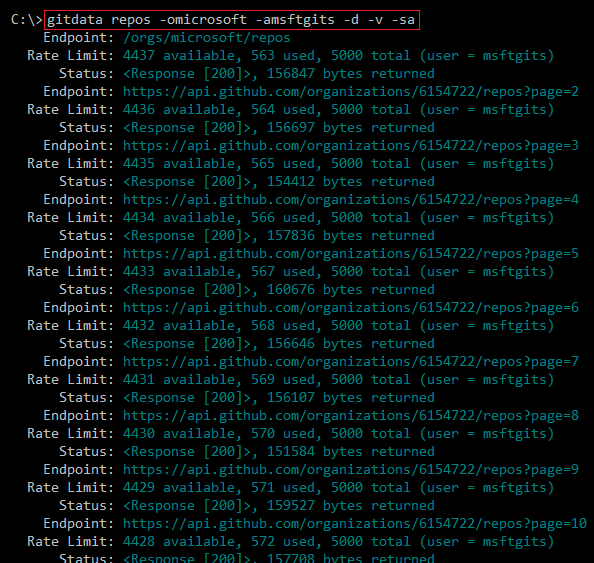 C:\>gitdata repos -omicrosoft -amsftgits -d -v -sa
Endpoint: /orgs/microsoft/repos
Rate Limit: 4437 available, 563 used, 5000 total (user = msftgits)
Status: <Response [200]>, 156847 bytes returned
Endpoint: https://api.github.com/organizations/6154722/repos?page=2
Rate Limit: 4436 available, 564 used, 5000 total (user = msftgits)
Status: <Response [200]>, 156697 bytes returned
Endpoint: https://api.github.com/organizations/6154722/repos?page=3
Rate Limit: 4435 available, 565 used, 5000 total (user = msftgits)
Status: <Response [200]>, 154412 bytes returned
Endpoint: https://api.github.com/organizations/6154722/repos?page=4
Rate Limit: 4434 available, 566 used, 5000 total (user = msftgits)
Status: <Response [200]>, 157836 bytes returned
Endpoint: https://api.github.com/organizations/6154722/repos?page=5
Rate Limit: 4433 available, 567 used, 5000 total (user = msftgits)
Status: <Response [200]>, 160676 bytes returned
Endpoint: https://api.github.com/organizations/6154722/repos?page=6
Rate Limit: 4432 available, 568 used, 5000 total (user = msftgits)
Status: <Response [200]>, 156646 bytes returned
Endpoint: https://api.github.com/organizations/6154722/repos?page=7
Rate Limit: 4431 available, 569 used, 5000 total (user = msftgits)
Status: <Response [200]>, 156107 bytes returned
Endpoint: https://api.github.com/organizations/6154722/repos?page=8
Rate Limit: 4430 available, 570 used, 5000 total (user = msftgits)
Status: <Response [200]>, 151584 bytes returned
Endpoint: https://api.github.com/organizations/6154722/repos?page=9
Rate Limit: 4429 available, 571 used, 5000 total (user = msftgits)
Status: <Response [200]>, 159527 bytes returned
Endpoint: https://api.github.com/organizations/6154722/repos?page=10
Rate Limit: 4428 available, 572 used, 5000 total (user = msftgits)
Status: <Response [200]>, 157708 bytes returned